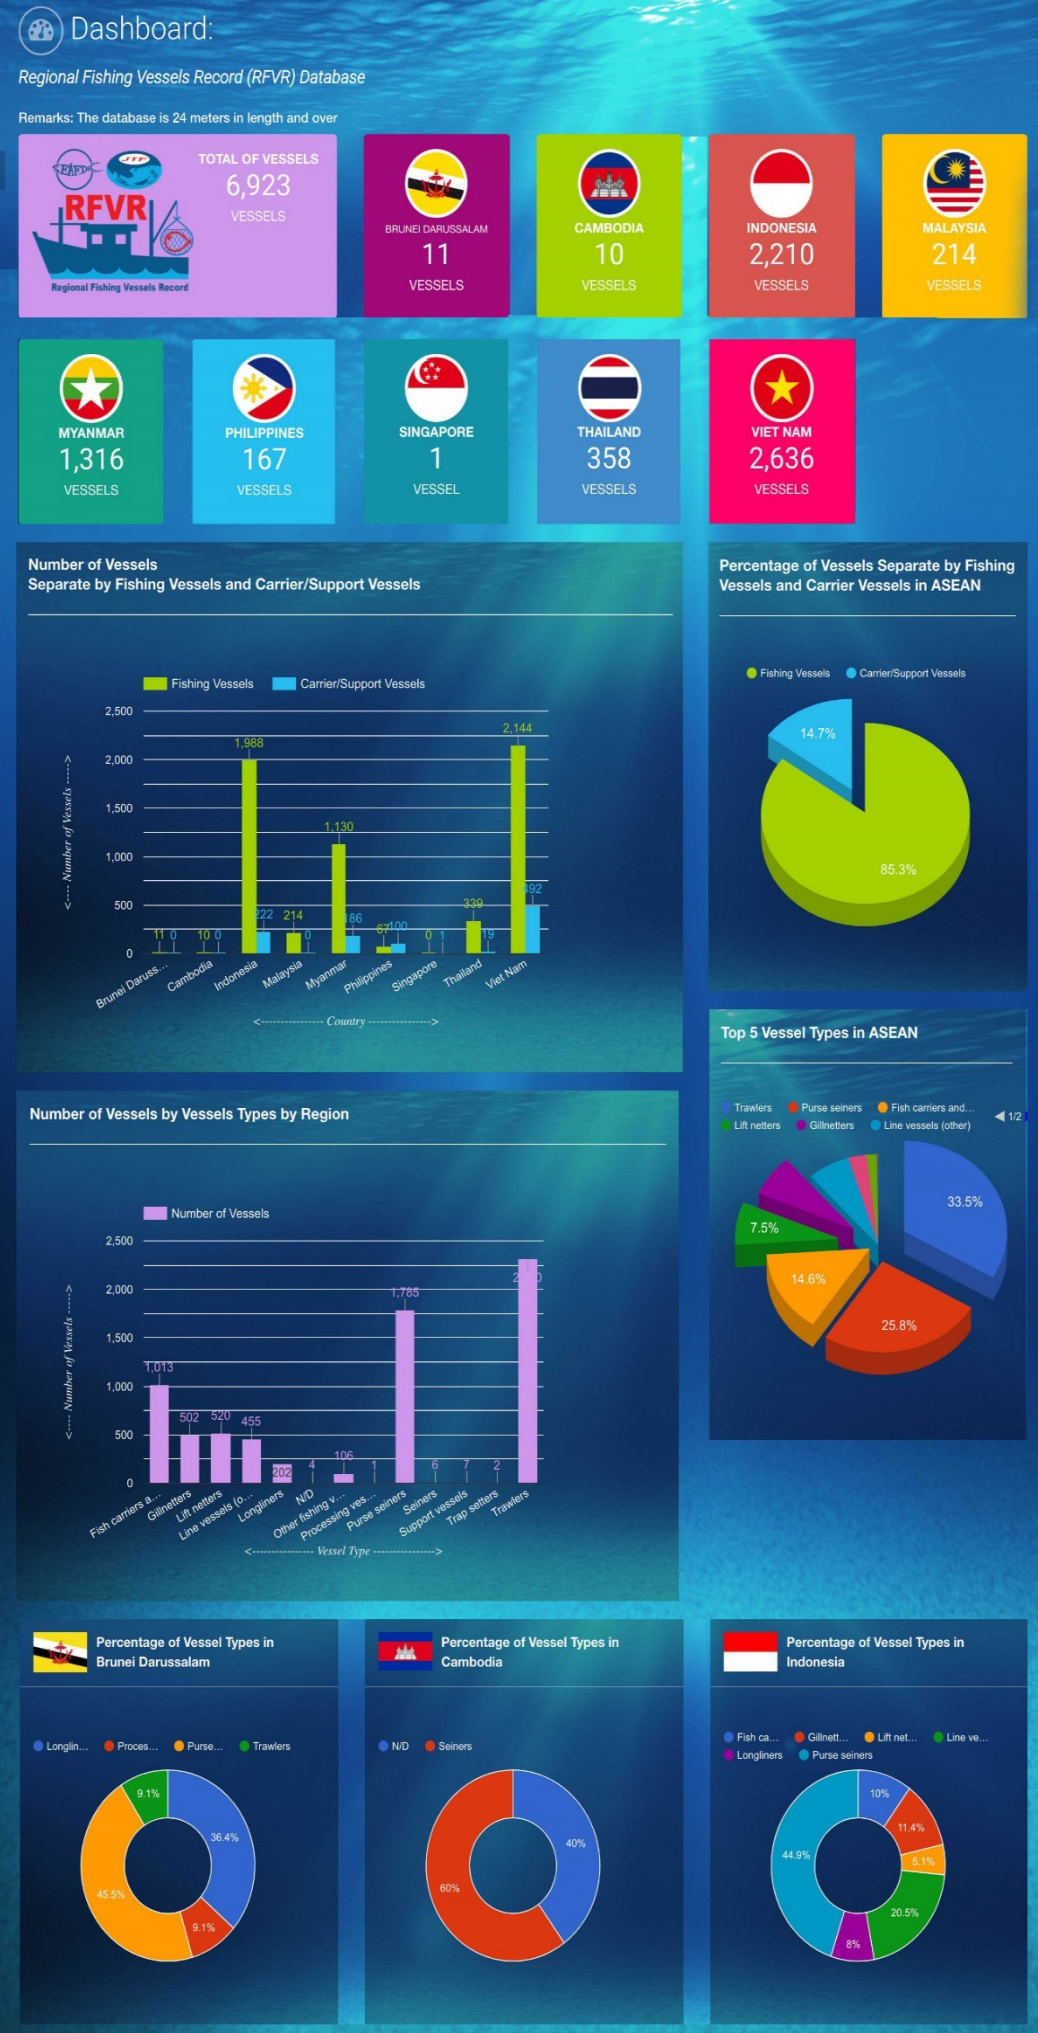 Dashboard:
Regional Fishing Vessels Record (RFVR) Database
Remarks: The database is 24 meters in length and over
SEAFDEC
JTF
RFVR
Regional Fishing Vessels Record
TOTAL OF VESSELS
6,923
VESSELS
BRUNEI DARUSSALAM
11
VESSELS
CAMBODIA
10
VESSELS
INDONESIA
2,210
VESSELS
MALAYSIA
214
VESSELS
MYANMAR
1,316
VESSELS
PHILIPPINES
167
VESSELS
SINGAPORE
1
VESSEL
THAILAND
358
VESSELS
VIET NAM
2,636
VESSELS
Number of Vessels
Separate by Fishing Vessels and Carrier/Support Vessels
Fishing Vessels
Carrier/Support Vessels
<---- Number of Vessels ----->
2,500
2,000
1,500
1,000
500
0
11
0
10
0
1,988
222
214
0
1,130
186
67
100
0
1
339
19
2,144
492
Brunei Daruss...
Cambodia
Indonesia
Malaysia
Myanmar
Philippines
Singapore
Thailand
Viet Nam
<---------------- Country ---------------->
Percentage of Vessels Separate by Fishing
Vessels and Carrier Vessels in ASEAN
Fishing Vessels
Carrier/Support Vessels
14.7%
85.3%
Top 5 Vessel Types in ASEAN
Trawlers
Purse seiners
Fish carriers and...
Lift netters
Gillnetters
Line vessels (other)
1/2
33.5%
25.8%
14.6%
7.5%
Number of Vessels by Vessels Types by Region
Number of Vessels
<---- Number of Vessels ----->
2,500
2,000
1,500
1,000
500
0
1,013
502
520
455
202
4
106
1
1,785
6
7
2
Fish carriers a...
Gillnetters
Lift netters
Line vessels (o...
Longliners
N/D
Other fishing v...
Processing ves...
Purse seiners
Seiners
Support vessels
Trap setters
Trawlers
<---------------- Vessel Type ---------------->
Percentage of Vessel Types in
Brunei Darussalam
Longlin...
Proces...
Purse...
Trawlers
9.1%
36.4%
45.5%
9.1%
Percentage of Vessel Types in
Cambodia
N/D
Seiners
40%
60%
Percentage of Vessel Types in
Indonesia
Fish ca...
Gillnett...
Lift net...
Line ve...
Longliners
Purse seiners
10%
11.4%
5.1%
20.5%
8%
44.9%